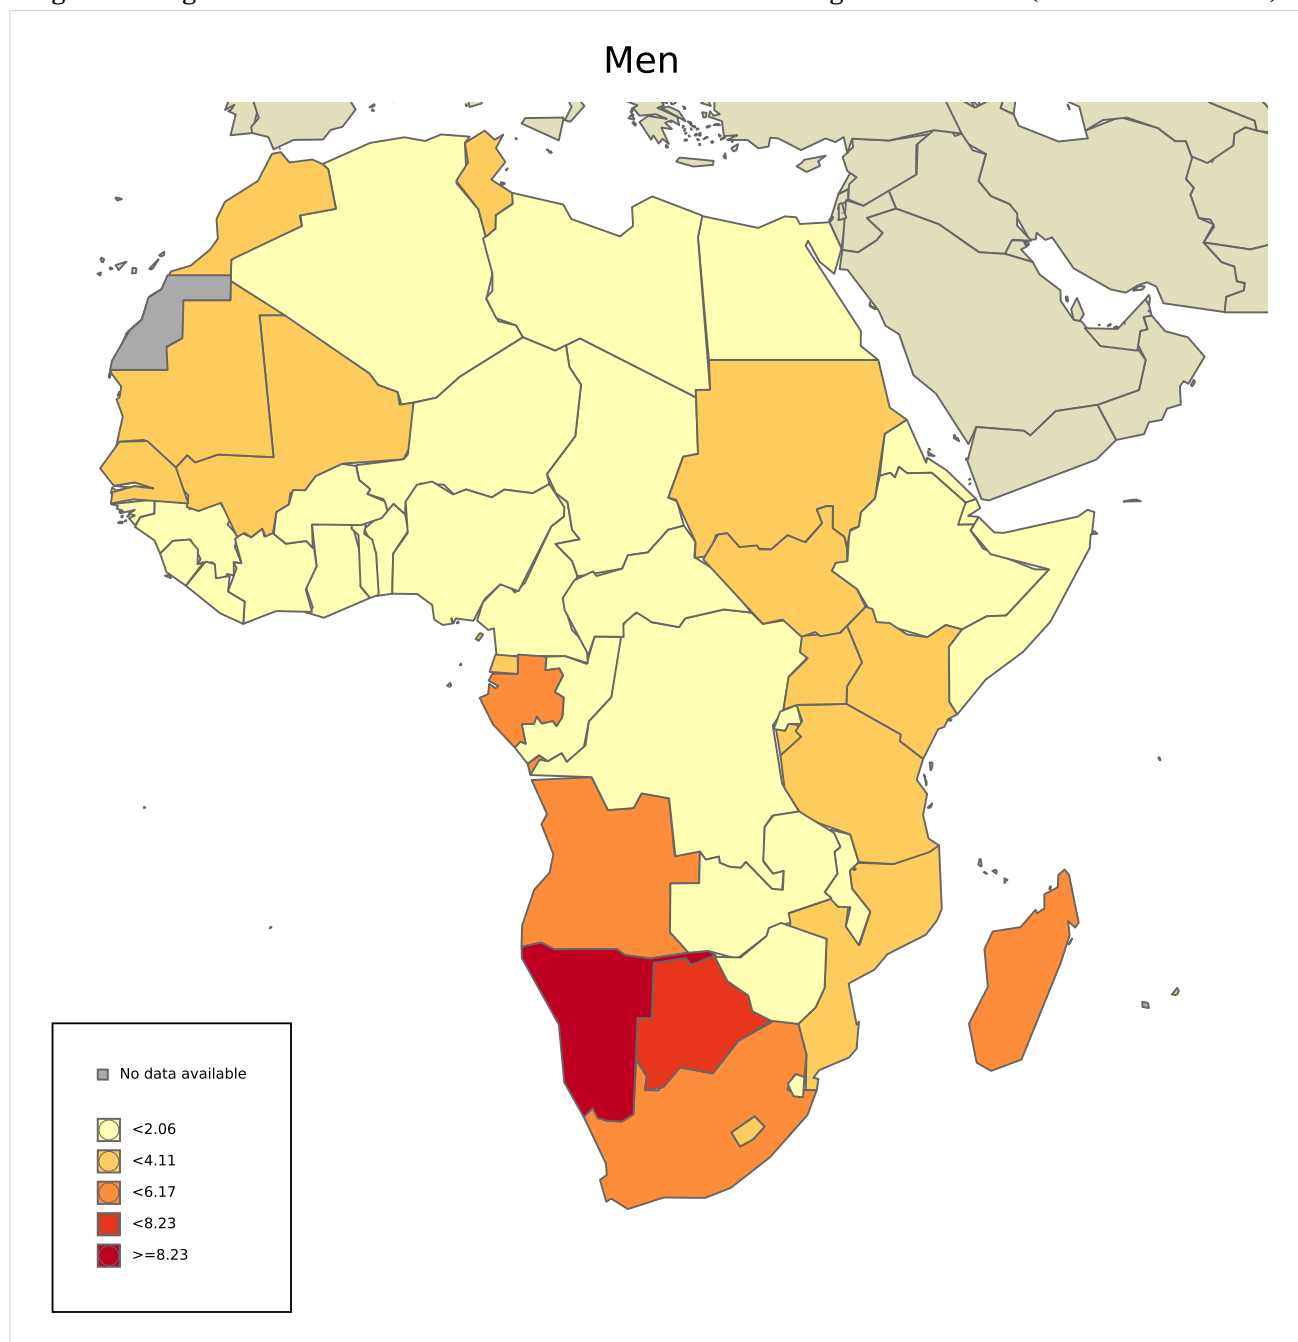 Men
No data available
<2.06
<4.11
<6.17
<8.23
>=8.23